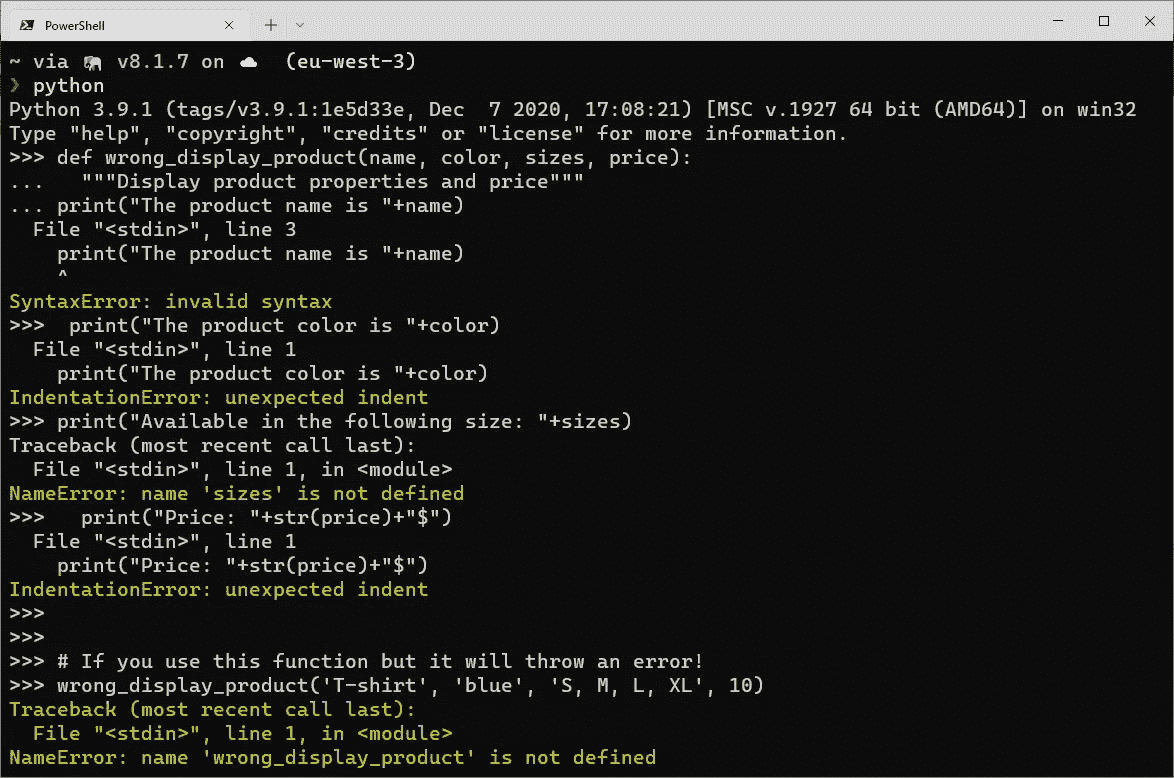 PowerShell
~ via 🐘 v8.1.7 on ☁ (eu-west-3)
❯ python
Python 3.9.1 (tags/v3.9.1:1e5d33e, Dec  7 2020, 17:08:21) [MSC v.1927 64 bit (AMD64)] on win32
Type "help", "copyright", "credits" or "license" for more information.
>>> def wrong_display_product(name, color, sizes, price):
...   """Display product properties and price"""
... print("The product name is "+name)
  File "<stdin>", line 3
    print("The product name is "+name)
    ^
SyntaxError: invalid syntax
>>>  print("The product color is "+color)
  File "<stdin>", line 1
    print("The product color is "+color)
IndentationError: unexpected indent
>>> print("Available in the following size: "+sizes)
Traceback (most recent call last):
  File "<stdin>", line 1, in <module>
NameError: name 'sizes' is not defined
>>>   print("Price: "+str(price)+"$")
  File "<stdin>", line 1
    print("Price: "+str(price)+"$")
IndentationError: unexpected indent
>>>
>>>
>>> # If you use this function but it will throw an error!
>>> wrong_display_product('T-shirt', 'blue', 'S, M, L, XL', 10)
Traceback (most recent call last):
  File "<stdin>", line 1, in <module>
NameError: name 'wrong_display_product' is not defined